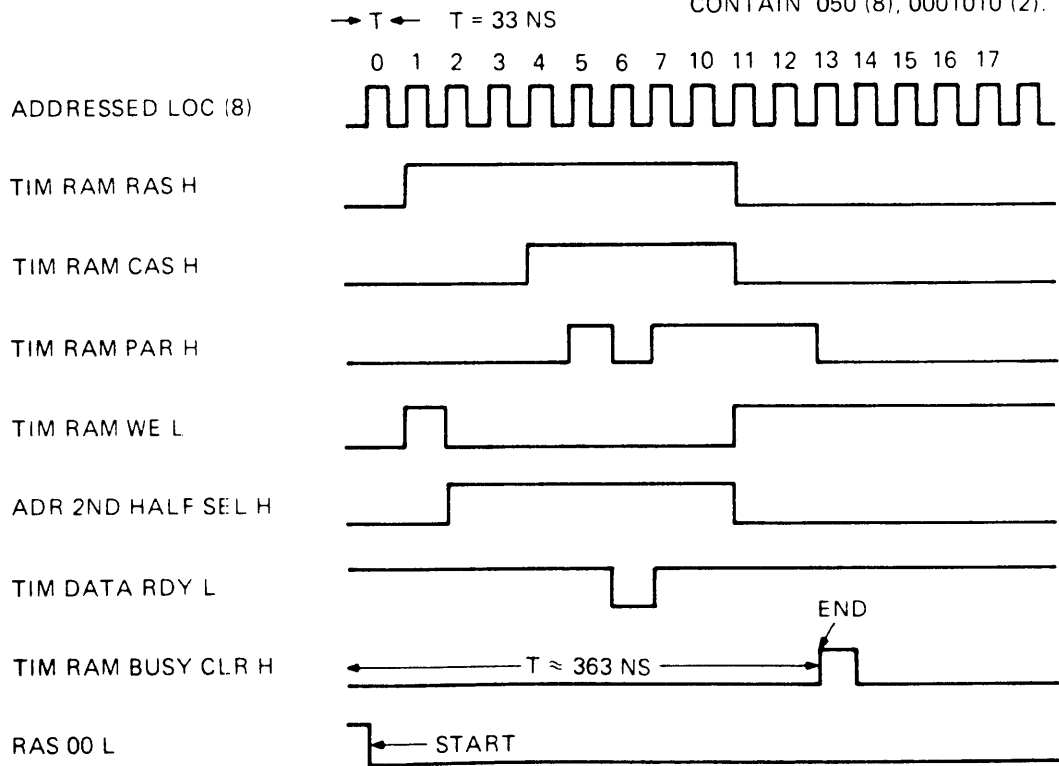 CONTAIN 050 (8), 0001010 (2).
T T = 33 NS
0 1 2 3 4 5 6 7 10 11 12 13 14 15 16 17
ADDRESSED LOC (8)
TIM RAM RAS H
TIM RAM CAS H
TIM RAM PAR H
TIM RAM WE L
ADR 2ND HALF SEL H
TIM DATA RDY L
END
TIM RAM BUSY CLR H
T ≈ 363 NS
RAS 00 L
START